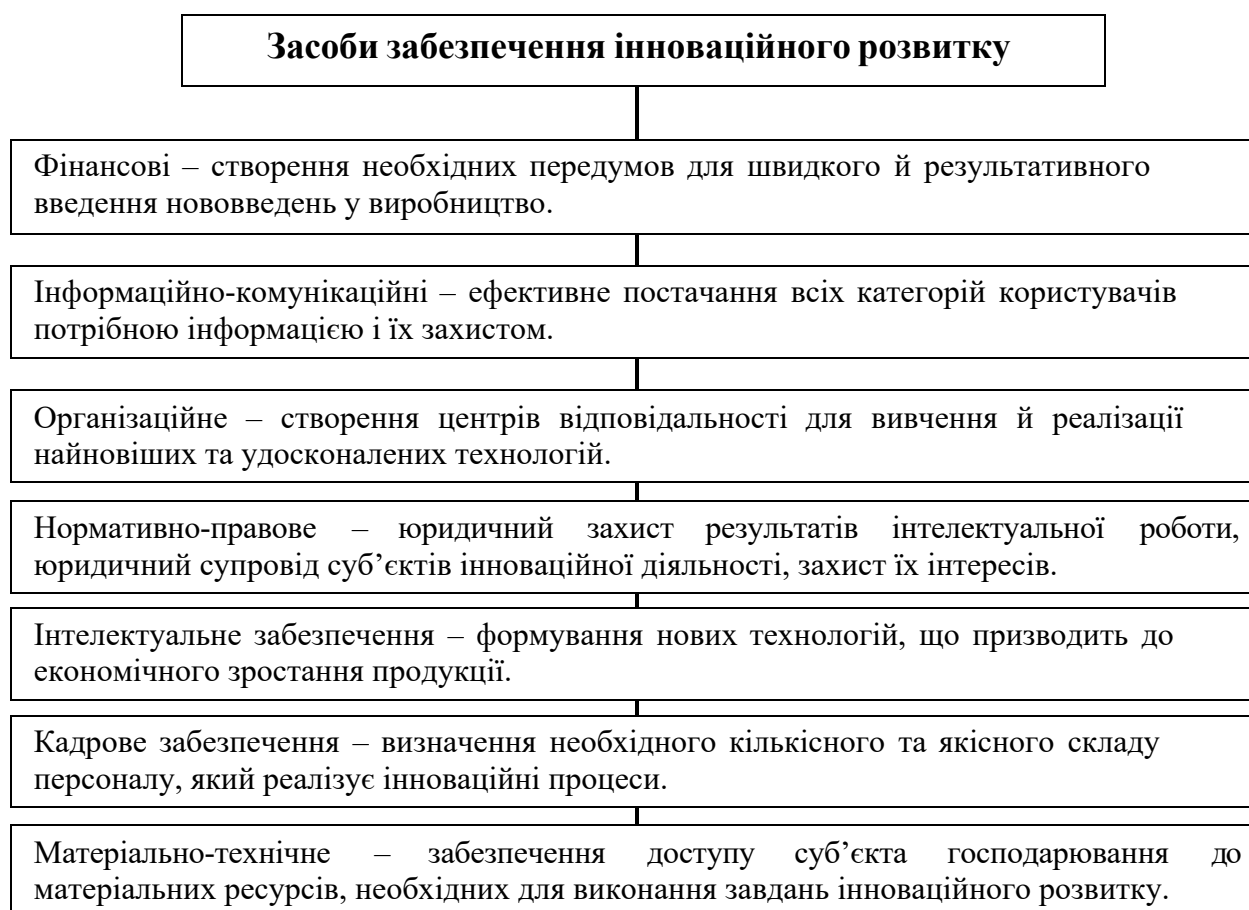 Засоби забезпечення інноваційного розвитку
Фінансові – створення необхідних передумов для швидкого й результативного
введення нововведень у виробництво.
Інформаційно-комунікаційні – ефективне постачання всіх категорій користувачів
потрібною інформацією і їх захистом.
Організаційне – створення центрів відповідальності для вивчення й реалізації
найновіших та удосконалених технологій.
Нормативно-правове – юридичний захист результатів інтелектуальної роботи,
юридичний супровід суб’єктів інноваційної діяльності, захист їх інтересів.
Інтелектуальне забезпечення – формування нових технологій, що призводить до
економічного зростання продукції.
Кадрове забезпечення – визначення необхідного кількісного та якісного складу
персоналу, який реалізує інноваційні процеси.
Матеріально-технічне – забезпечення доступу суб’єкта господарювання до
матеріальних ресурсів, необхідних для виконання завдань інноваційного розвитку.